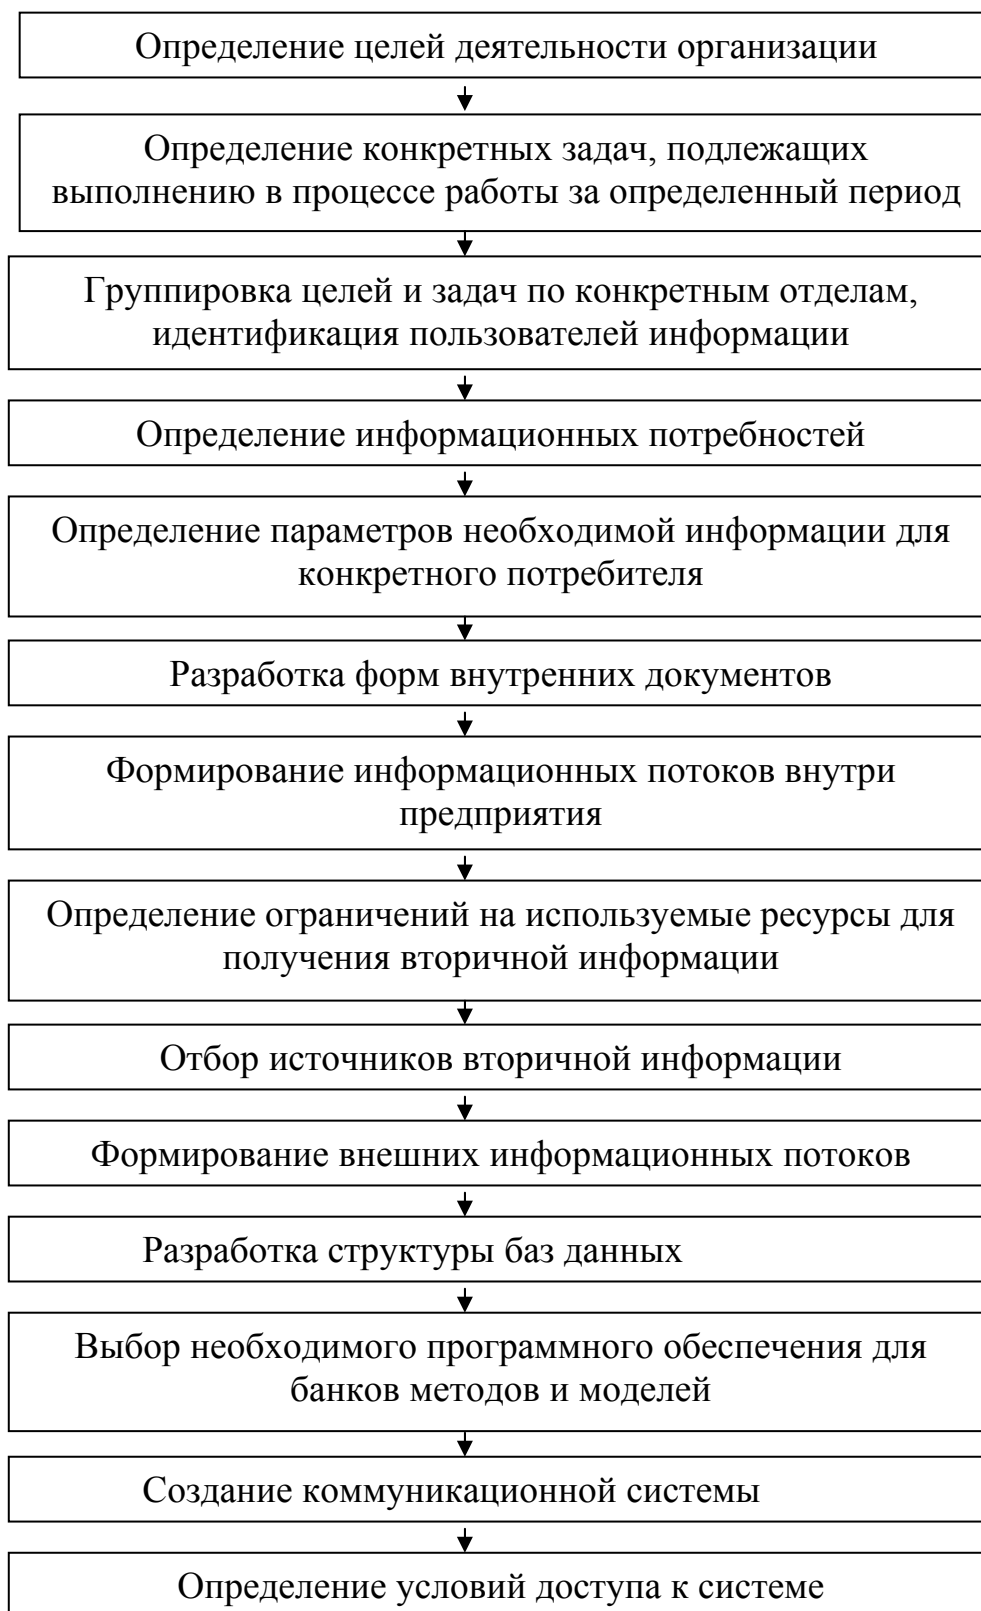 Определение целей деятельности организации
Определение конкретных задач, подлежащих
выполнению в процессе работы за определенный период
Группировка целей и задач по конкретным отделам,
идентификация пользователей информации
Определение информационных потребностей
Определение параметров необходимой информации для
конкретного потребителя
Разработка форм внутренних документов
Формирование информационных потоков внутри
предприятия
Определение ограничений на используемые ресурсы для
получения вторичной информации
Отбор источников вторичной информации
Формирование внешних информационных потоков
Разработка структуры баз данных
Выбор необходимого программного обеспечения для
банков методов и моделей
Создание коммуникационной системы
Определение условий доступа к системе